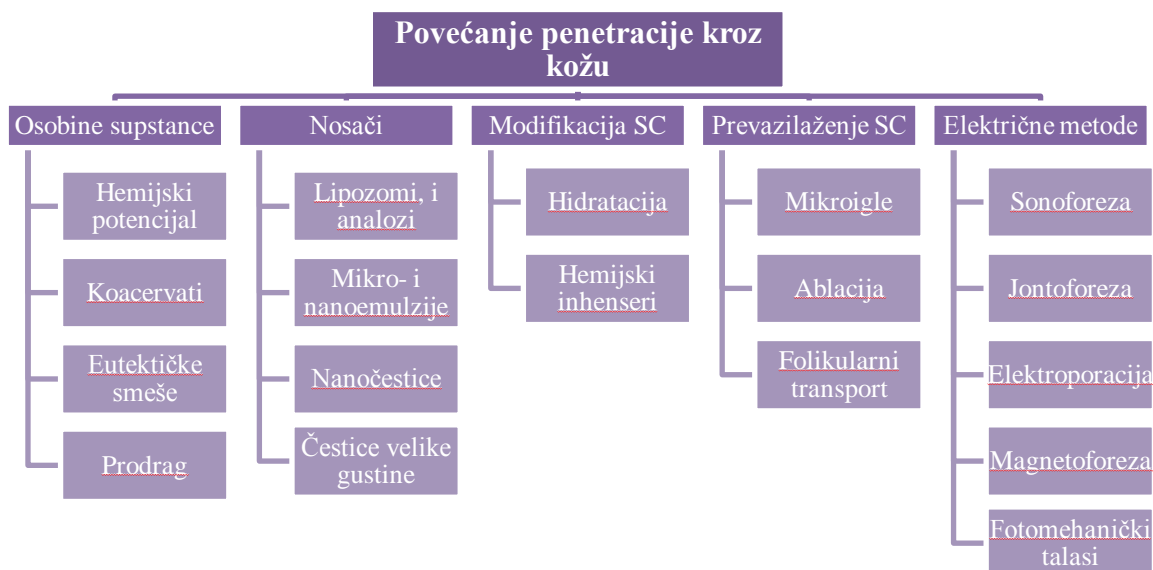 Povećanje penetracije kroz
kožu
Osobine supstance
Hemijski
potencijal
Koacervati
Eutektičke
smeše
Prodrag
Nosači
Lipozomi, i
analozi
Mikro- i
nanoemulzije
Nanočestice
Čestice velike
gustine
Modifikacija SC
Hidratacija
Hemijski
inhenseri
Prevazilaženje SC
Mikroigle
Ablacija
Folikularni
transport
Električne metode
Sonoforeza
Jontoforeza
Elektroporacija
Magnetoforeza
Fotomehanički
talasi